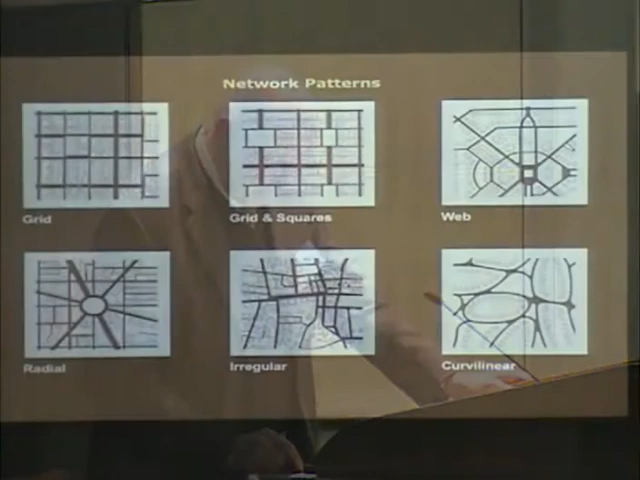 Network Patterns
Grid
Grid & Squares
Web
Radial
Irregular
Curvilinear